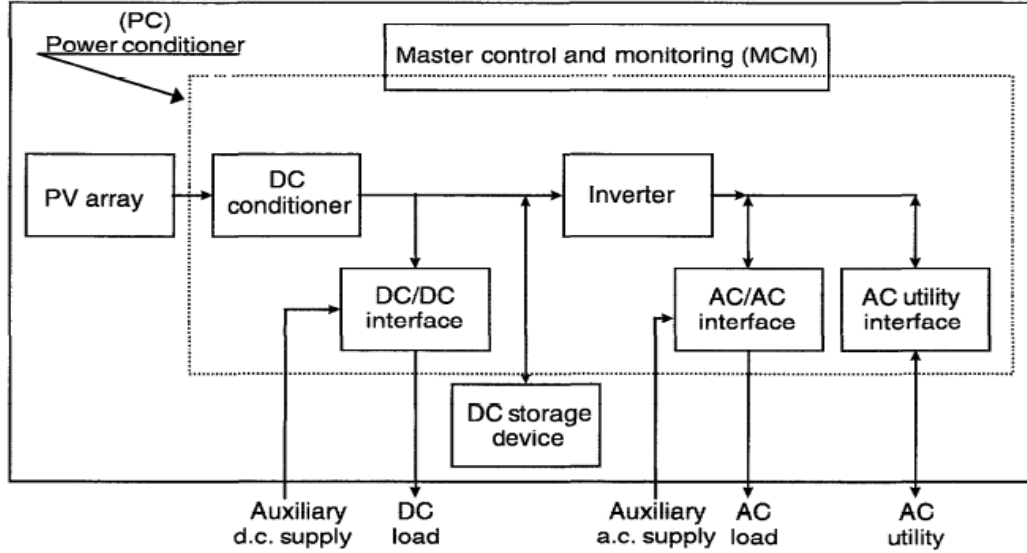 (PC)
Power conditioner
Master control and monitoring (MCM)
PV array
DC
conditioner
Inverter
DC/DC
interface
AC/AC
interface
AC utility
interface
DC storage
device
Auxiliary
d.c. supply
DC
load
Auxiliary
a.c. supply
AC
load
AC
utility